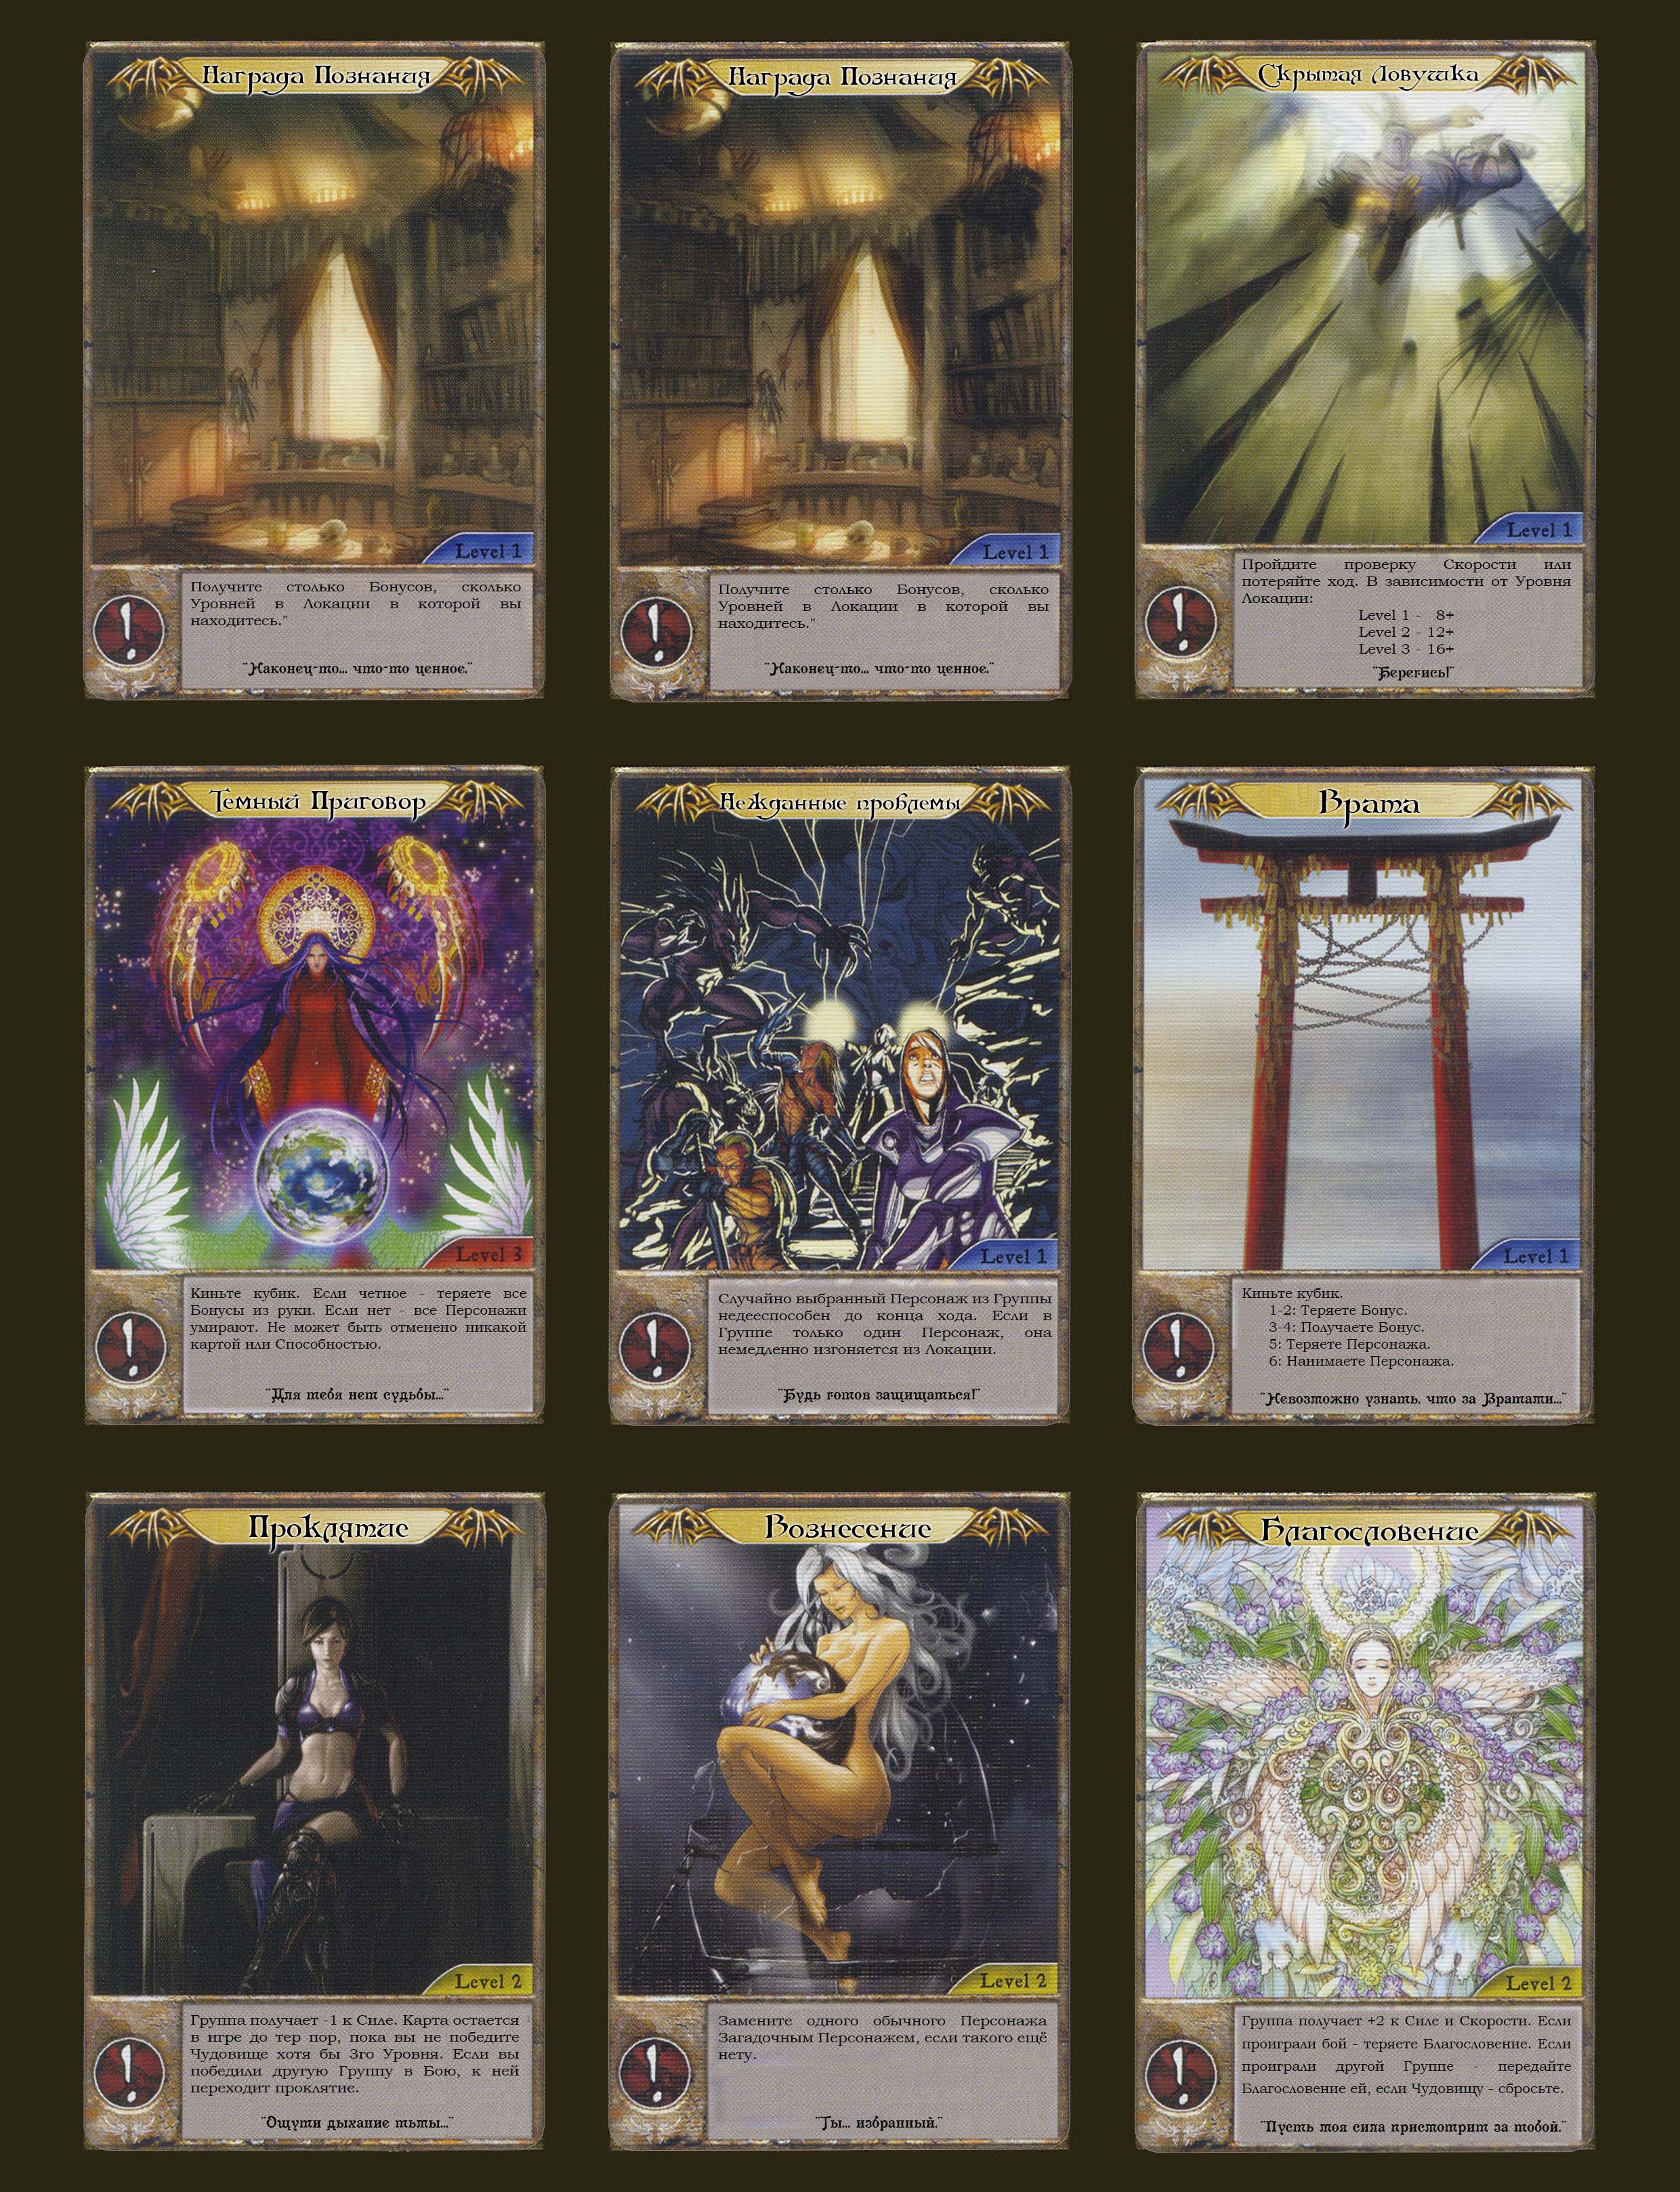 Награда Познания
Level 1
Получите столько Бонусов, сколько
Уровней в Локации в которой вы
находитесь."
"Наконец-то... что-то ценное."
Награда Познания
Level 1
Получите столько Бонусов, сколько
Уровней в Локации в которой вы
находитесь."
"Наконец-то... что-то ценное."
Скрытая Ловушка
Level 1
Пройдите проверку Скорости или
потеряйте ход. В зависимости от Уровня
Локации:
Level 1 - 8+
Level 2 - 12+
Level 3 - 16+
"Берегись!"
Темный Приговор
Level 3
Киньте кубик. Если четное - теряете все
Бонусы из руки. Если нет - все Персонажи
умирают. Не может быть отменено никакой
картой или Способностью.
"Для тебя нет судьбы..."
НеЖданные проблемы
Level 1
Случайно выбранный Персонаж из Группы
недееспособен до конца хода. Если в
Группе только один Персонаж, она
немедленно изгоняется из Локации.
"Будь готов защищаться!"
Врата
Level 1
Киньте кубик.
1-2: Теряете Бонус.
3-4: Получаете Бонус.
5: Теряете Персонажа.
6: Нанимаете Персонажа.
"Невозможно узнать, что за Вратами..."
Проклятие
Level 2
Группа получает -1 к Силе. Карта остается
в игре до тер пор, пока вы не победите
Чудовище хотя бы 3го Уровня. Если вы
победили другую Группу в Бою, к ней
переходит проклятие.
"Ощути дыхание тьмы..."
Вознесение
Level 2
Замените одного обычного Персонажа
Загадочным Персонажем, если такого ещё
нету.
"Ты... избранный."
Благословение
Level 2
Группа получает +2 к Силе и Скорости. Если
проиграли бой - теряете Благословение. Если
проиграли другой Группе - передайте
Благословение ей, если Чудовищу - сбросьте.
"Пусть моя сила присмотрит за тобой."